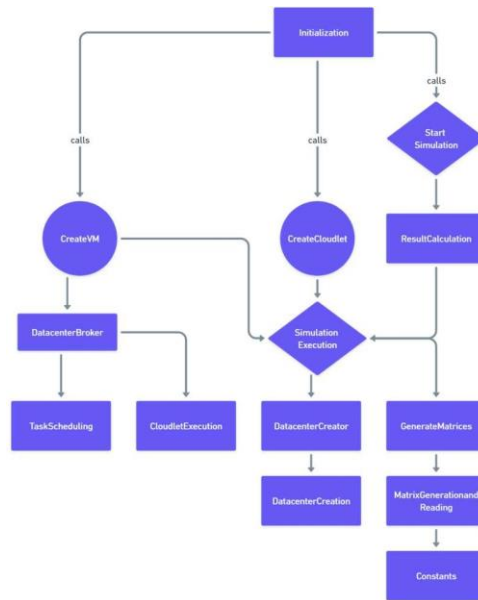 Initialization
calls
calls
calls
Start
Simulation
CreateVM
CreateCloudlet
ResultCalculation
DatacenterBroker
Simulation
Execution
TaskScheduling
CloudletExecution
DatacenterCreator
GenerateMatrices
DatacenterCreation
MatrixGenerationand
Reading
Constants